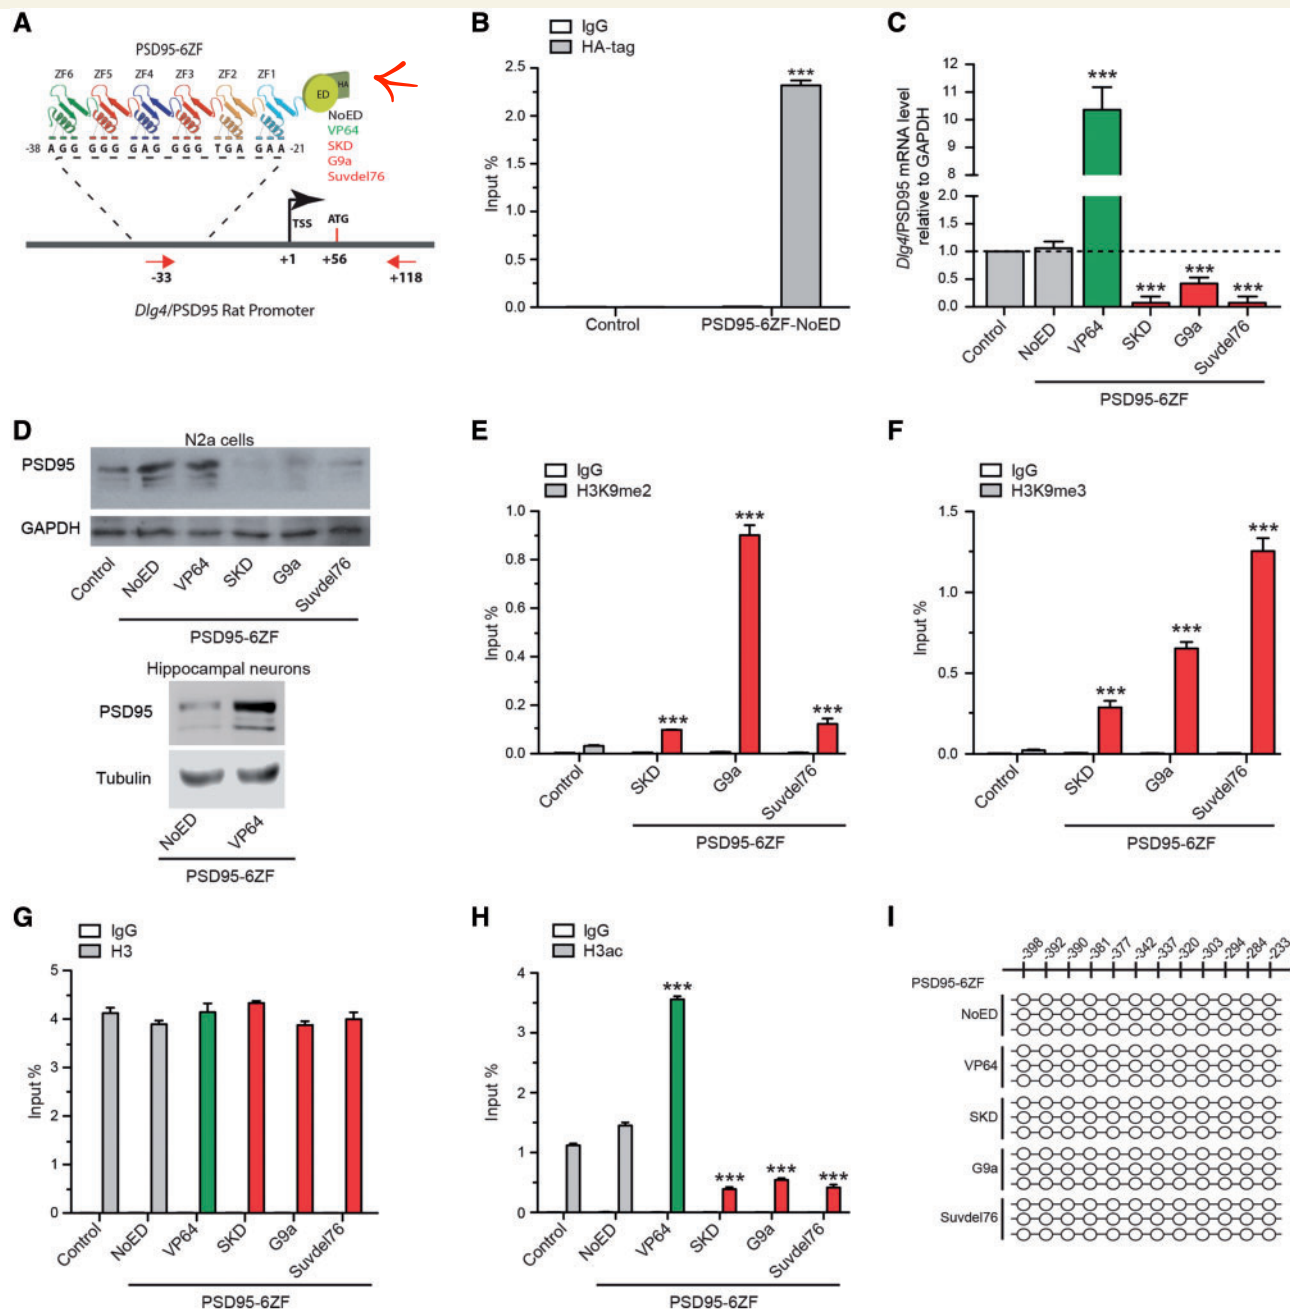 A
PSD95-6ZF
ZF6 ZF5 ZF4 ZF3 ZF2 ZF1
ED HA
NoED
VP64
SKD
G9a
Suvdel76
-38 A G G G G G G A G G G G T G A G A A -21
TSS ATG
+1 +56
-33 +118
Dlg4/PSD95 Rat Promoter
B
IgG
HA-tag
Input %
2.5
2.0
1.5
1.0
0.5
0.0
***
Control PSD95-6ZF-NoED
C
Dlg4/PSD95 mRNA level
relative to GAPDH
12
11
10
9
8
2.0
1.5
1.0
0.5
0.0
***
*** *** ***
Control NoED VP64 SKD G9a Suvdel76
PSD95-6ZF
D
N2a cells
PSD95
GAPDH
Control NoED VP64 SKD G9a Suvdel76
PSD95-6ZF
Hippocampal neurons
PSD95
Tubulin
NoED VP64
PSD95-6ZF
E
IgG
H3K9me2
Input %
1.0
0.8
0.6
0.4
0.2
0.0
*** *** ***
Control SKD G9a Suvdel76
PSD95-6ZF
F
IgG
H3K9me3
Input %
1.5
1.0
0.5
0.0
*** *** ***
Control SKD G9a Suvdel76
PSD95-6ZF
G
IgG
H3
Input %
5
4
3
2
1
0
Control NoED VP64 SKD G9a Suvdel76
PSD95-6ZF
H
IgG
H3ac
Input %
4
3
2
1
0
*** *** *** ***
Control NoED VP64 SKD G9a Suvdel76
PSD95-6ZF
I
-398 -392 -390 -381 -377 -342 -337 -320 -303 -294 -284 -233
PSD95-6ZF
NoED
VP64
SKD
G9a
Suvdel76